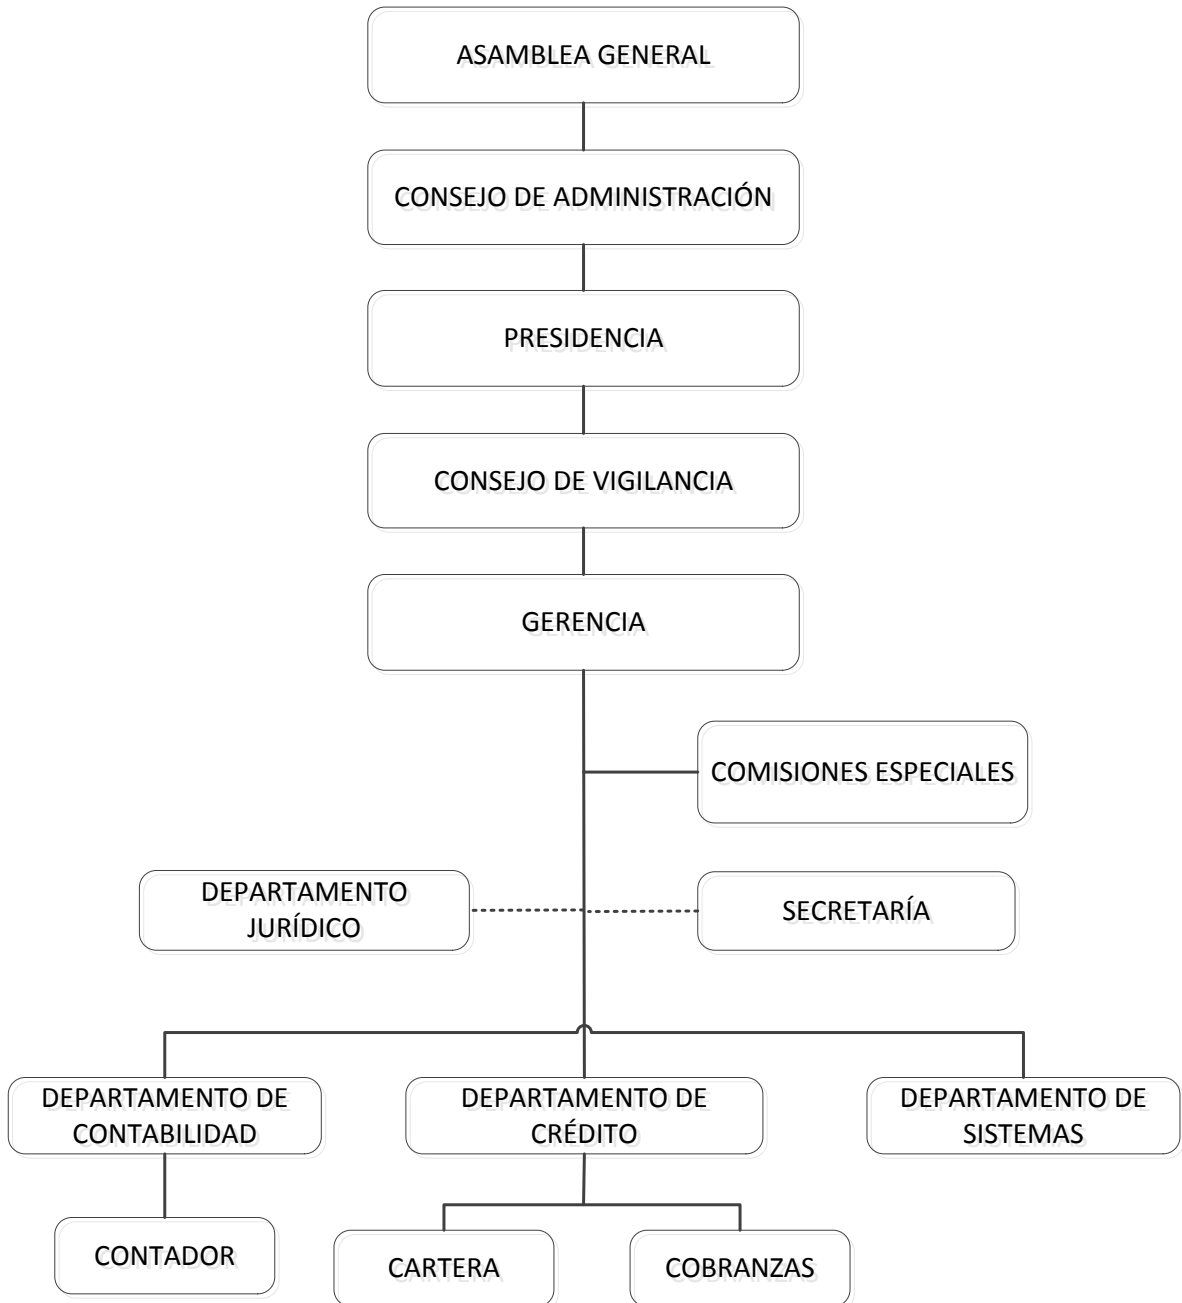 ASAMBLEA GENERAL
CONSEJO DE ADMINISTRACIÓN
PRESIDENCIA
CONSEJO DE VIGILANCIA
GERENCIA
COMISIONES ESPECIALES
DEPARTAMENTO
JURÍDICO
SECRETARÍA
DEPARTAMENTO DE
CONTABILIDAD
DEPARTAMENTO DE
CRÉDITO
DEPARTAMENTO DE
SISTEMAS
CONTADOR
CARTERA
COBRANZAS